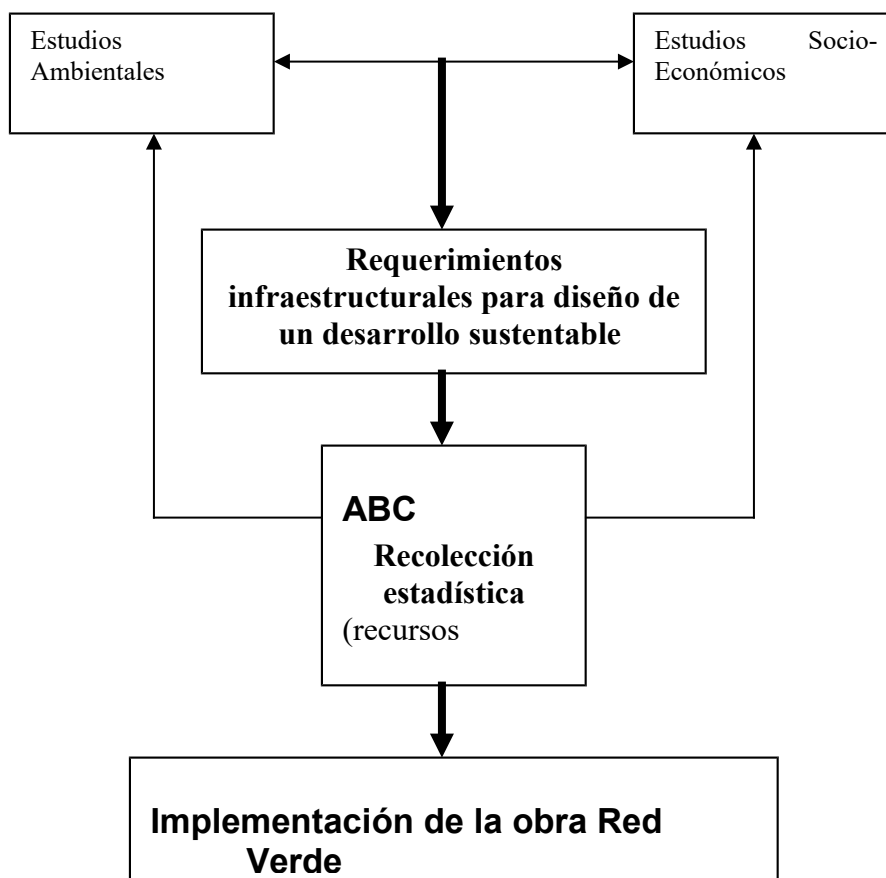 Estudios
Ambientales
Estudios Socio-
Económicos
Requerimientos
infraestructurales para diseño de
un desarrollo sustentable
ABC
Recolección
estadística
(recursos
Implementación de la obra Red
Verde